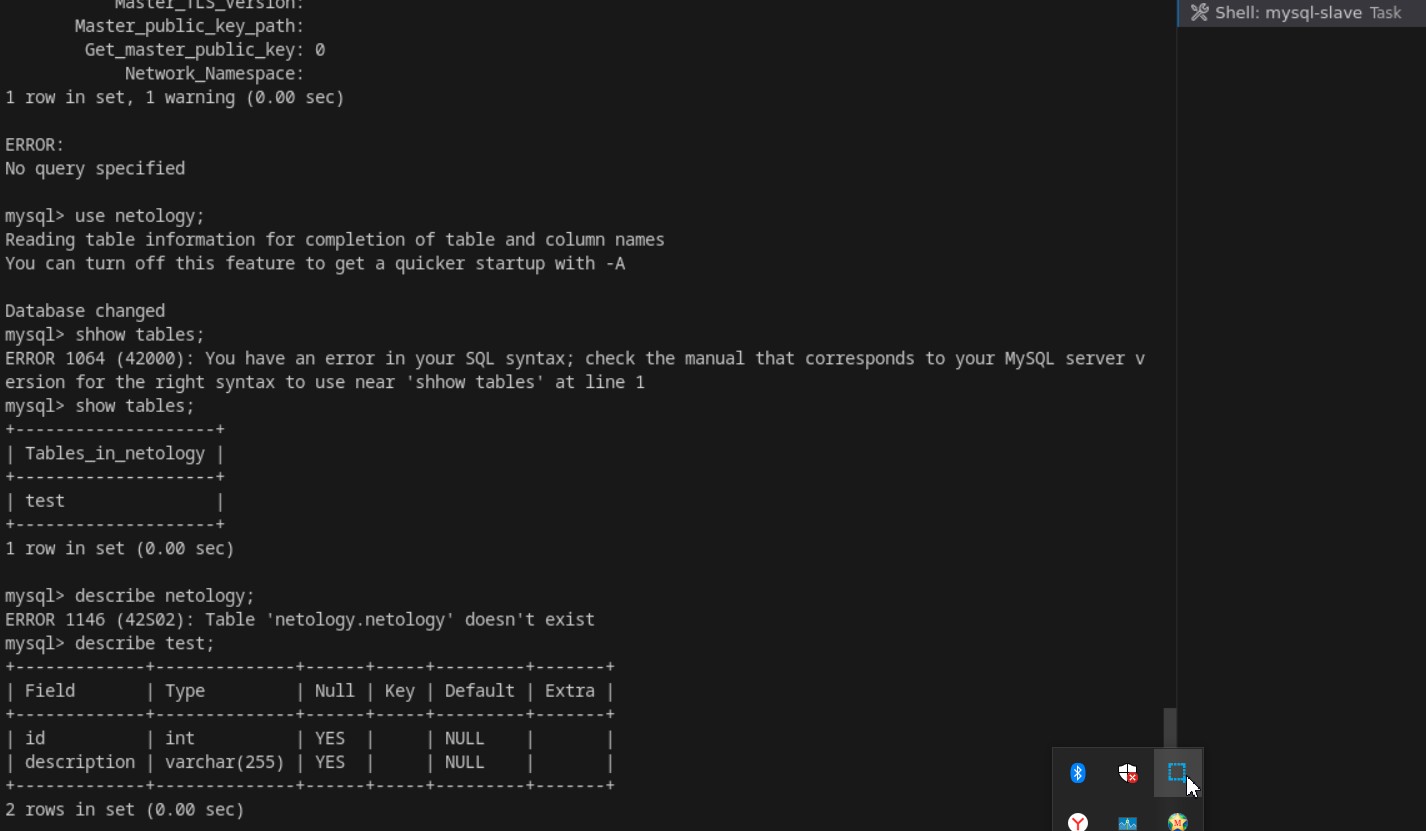 Master_TLS_Version:
Master_public_key_path:
Get_master_public_key: 0
Network_Namespace:
1 row in set, 1 warning (0.00 sec)
ERROR:
No query specified
mysql> use netology;
Reading table information for completion of table and column names
You can turn off this feature to get a quicker startup with -A
Database changed
mysql> shhow tables;
ERROR 1064 (42000): You have an error in your SQL syntax; check the manual that corresponds to your MySQL server v
ersion for the right syntax to use near 'shhow tables' at line 1
mysql> show tables;
+--------------------+
| Tables_in_netology |
+--------------------+
| test               |
+--------------------+
1 row in set (0.00 sec)
mysql> describe netology;
ERROR 1146 (42S02): Table 'netology.netology' doesn't exist
mysql> describe test;
+-------------+--------------+------+-----+---------+-------+
| Field       | Type         | Null | Key | Default | Extra |
+-------------+--------------+------+-----+---------+-------+
| id          | int          | YES  |     | NULL    |       |
| description | varchar(255) | YES  |     | NULL    |       |
+-------------+--------------+------+-----+---------+-------+
2 rows in set (0.00 sec)
Shell: mysql-slave Task